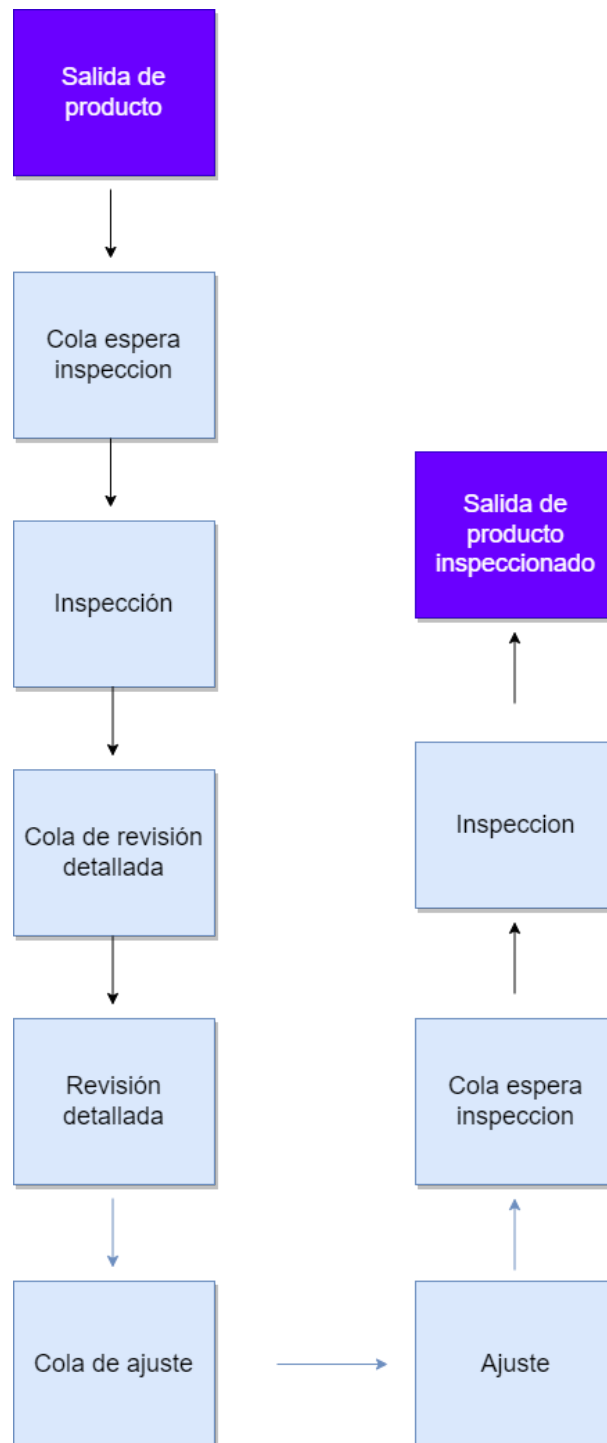 Salida de
producto
Cola espera
inspeccion
Inspección
Cola de revisión
detallada
Revisión
detallada
Cola de ajuste
Ajuste
Cola espera
inspeccion
Inspeccion
Salida de
producto
inspeccionado